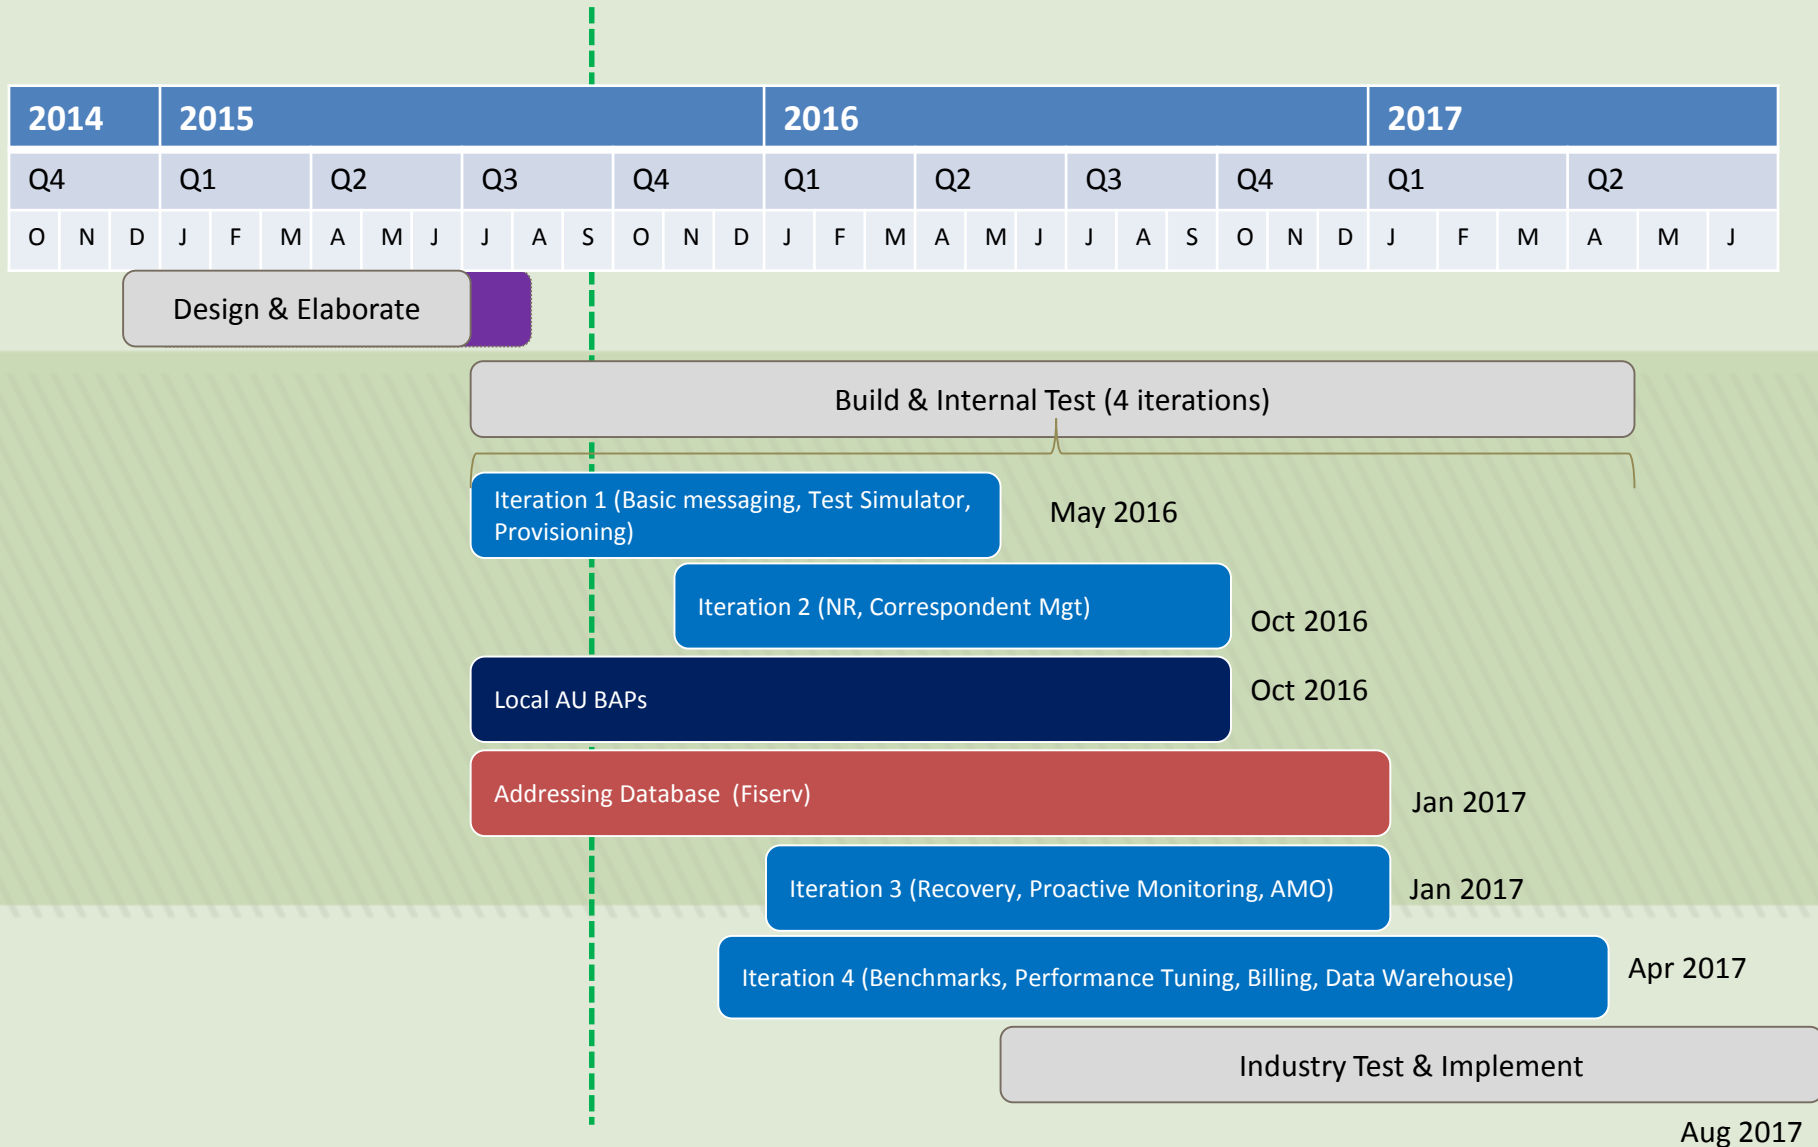 2014 2015 2016 2017
Q4 Q1 Q2 Q3 Q4 Q1 Q2 Q3 Q4 Q1 Q2
O N D J F M A M J J A S O N D J F M A M J J A S O N D J F M A M J
Design & Elaborate
Build & Internal Test (4 iterations)
Iteration 1 (Basic messaging, Test Simulator,
Provisioning)
May 2016
Iteration 2 (NR, Correspondent Mgt)
Oct 2016
Local AU BAPs
Oct 2016
Addressing Database (Fiserv)
Jan 2017
Iteration 3 (Recovery, Proactive Monitoring, AMO)
Jan 2017
Iteration 4 (Benchmarks, Performance Tuning, Billing, Data Warehouse)
Apr 2017
Industry Test & Implement
Aug 2017